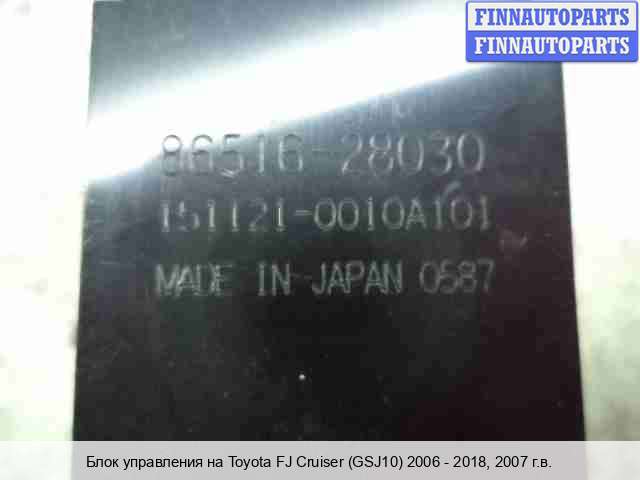 FINNAUTOPARTS
FINNAUTOPARTS
86516-28030
151121-0010A101
MADE IN JAPAN 0587
Блок управления на Toyota FJ Cruiser (GSJ10) 2006 - 2018, 2007 г.в.